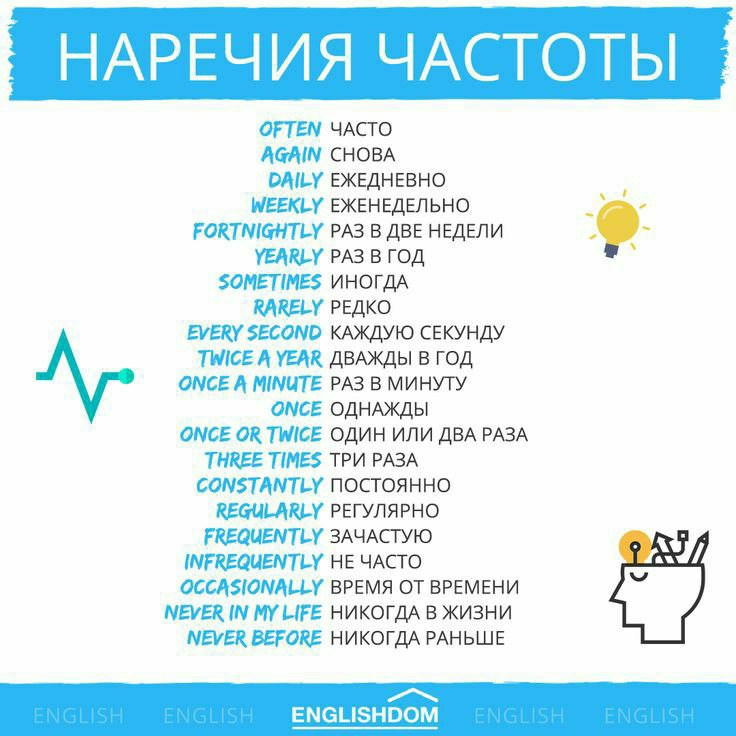 НАРЕЧИЯ ЧАСТОТЫ
OFTEN ЧАСТО
AGAIN СНОВА
DAILY ЕЖЕДНЕВНО
WEEKLY ЕЖЕНЕДЕЛЬНО
FORTNIGHTLY РАЗ В ДВЕ НЕДЕЛИ
YEARLY РАЗ В ГОД
SOMETIMES ИНОГДА
RARELY РЕДКО
EVERY SECOND КАЖДУЮ СЕКУНДУ
TWICE A YEAR ДВАЖДЫ В ГОД
ONCE A MINUTE РАЗ В МИНУТУ
ONCE ОДНАЖДЫ
ONCE OR TWICE ОДИН ИЛИ ДВА РАЗА
THREE TIMES ТРИ РАЗА
CONSTANTLY ПОСТОЯННО
REGULARLY РЕГУЛЯРНО
FREQUENTLY ЗАЧАСТУЮ
INFREQUENTLY НЕ ЧАСТО
OCCASIONALLY ВРЕМЯ ОТ ВРЕМЕНИ
NEVER IN MY LIFE НИКОГДА В ЖИЗНИ
NEVER BEFORE НИКОГДА РАНЬШЕ
ENGLISH ENGLISH ENGLISHDOM ENGLISH ENGLISH